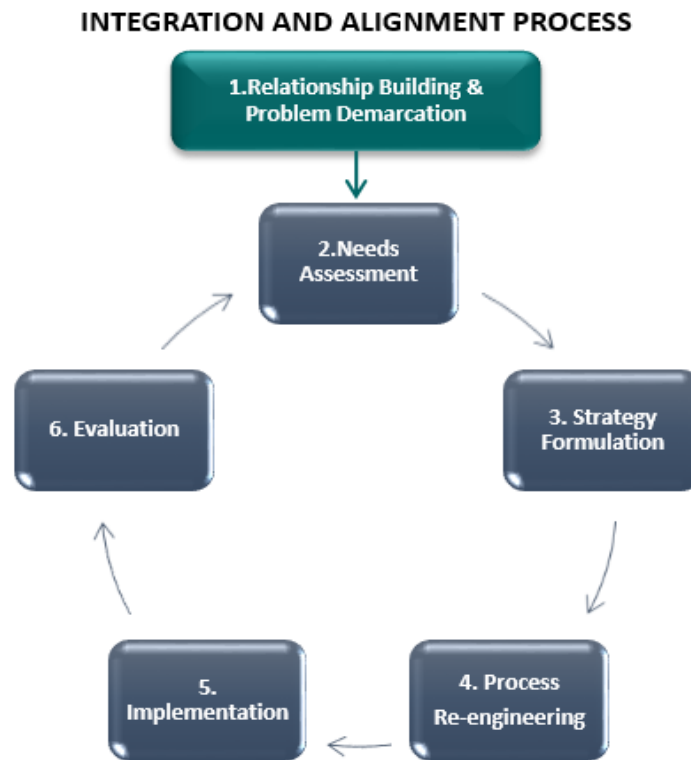 INTEGRATION AND ALIGNMENT PROCESS
1.Relationship Building &
Problem Demarcation
2.Needs
Assessment
3. Strategy
Formulation
4. Process
Re-engineering
5.
Implementation
6. Evaluation